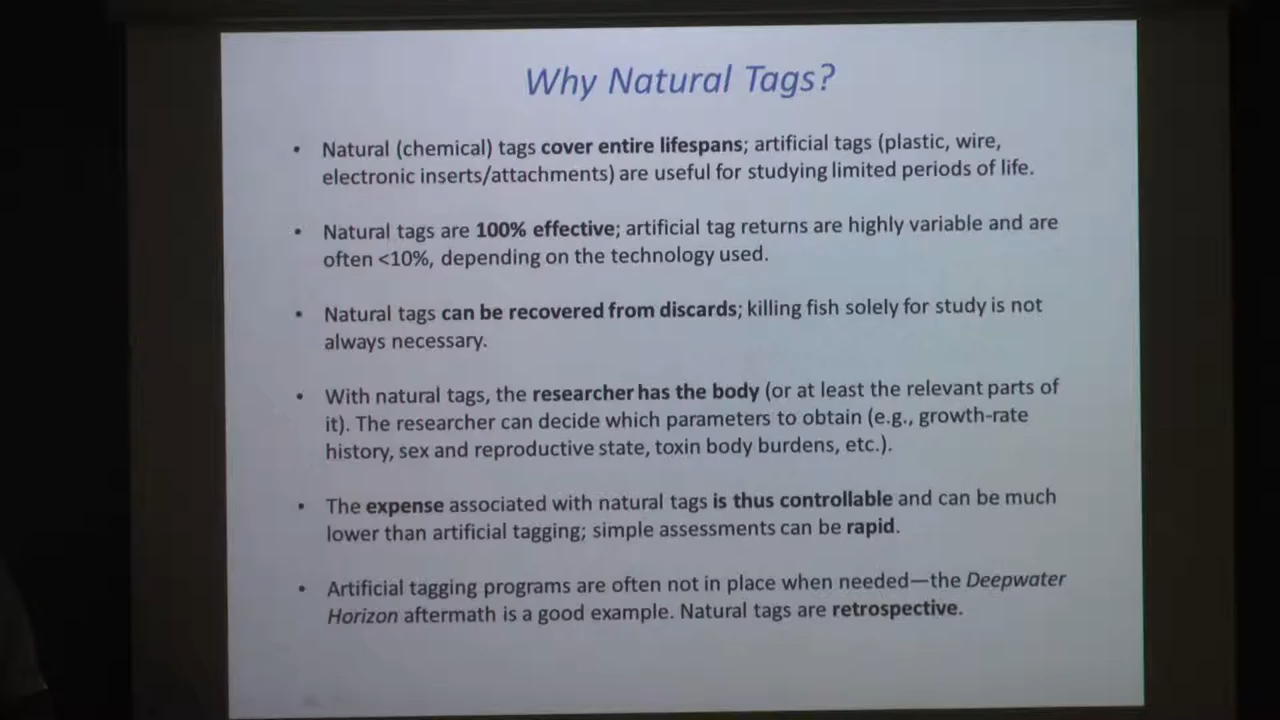 Why Natural Tags?
• Natural (chemical) tags cover entire lifespans; artificial tags (plastic, wire,
electronic inserts/attachments) are useful for studying limited periods of life.
• Natural tags are 100% effective; artificial tag returns are highly variable and are
often <10%, depending on the technology used.
• Natural tags can be recovered from discards; killing fish solely for study is not
always necessary.
• With natural tags, the researcher has the body (or at least the relevant parts of
it). The researcher can decide which parameters to obtain (e.g., growth-rate
history, sex and reproductive state, toxin body burdens, etc.).
• The expense associated with natural tags is thus controllable and can be much
lower than artificial tagging; simple assessments can be rapid.
• Artificial tagging programs are often not in place when needed—the Deepwater
Horizon aftermath is a good example. Natural tags are retrospective.